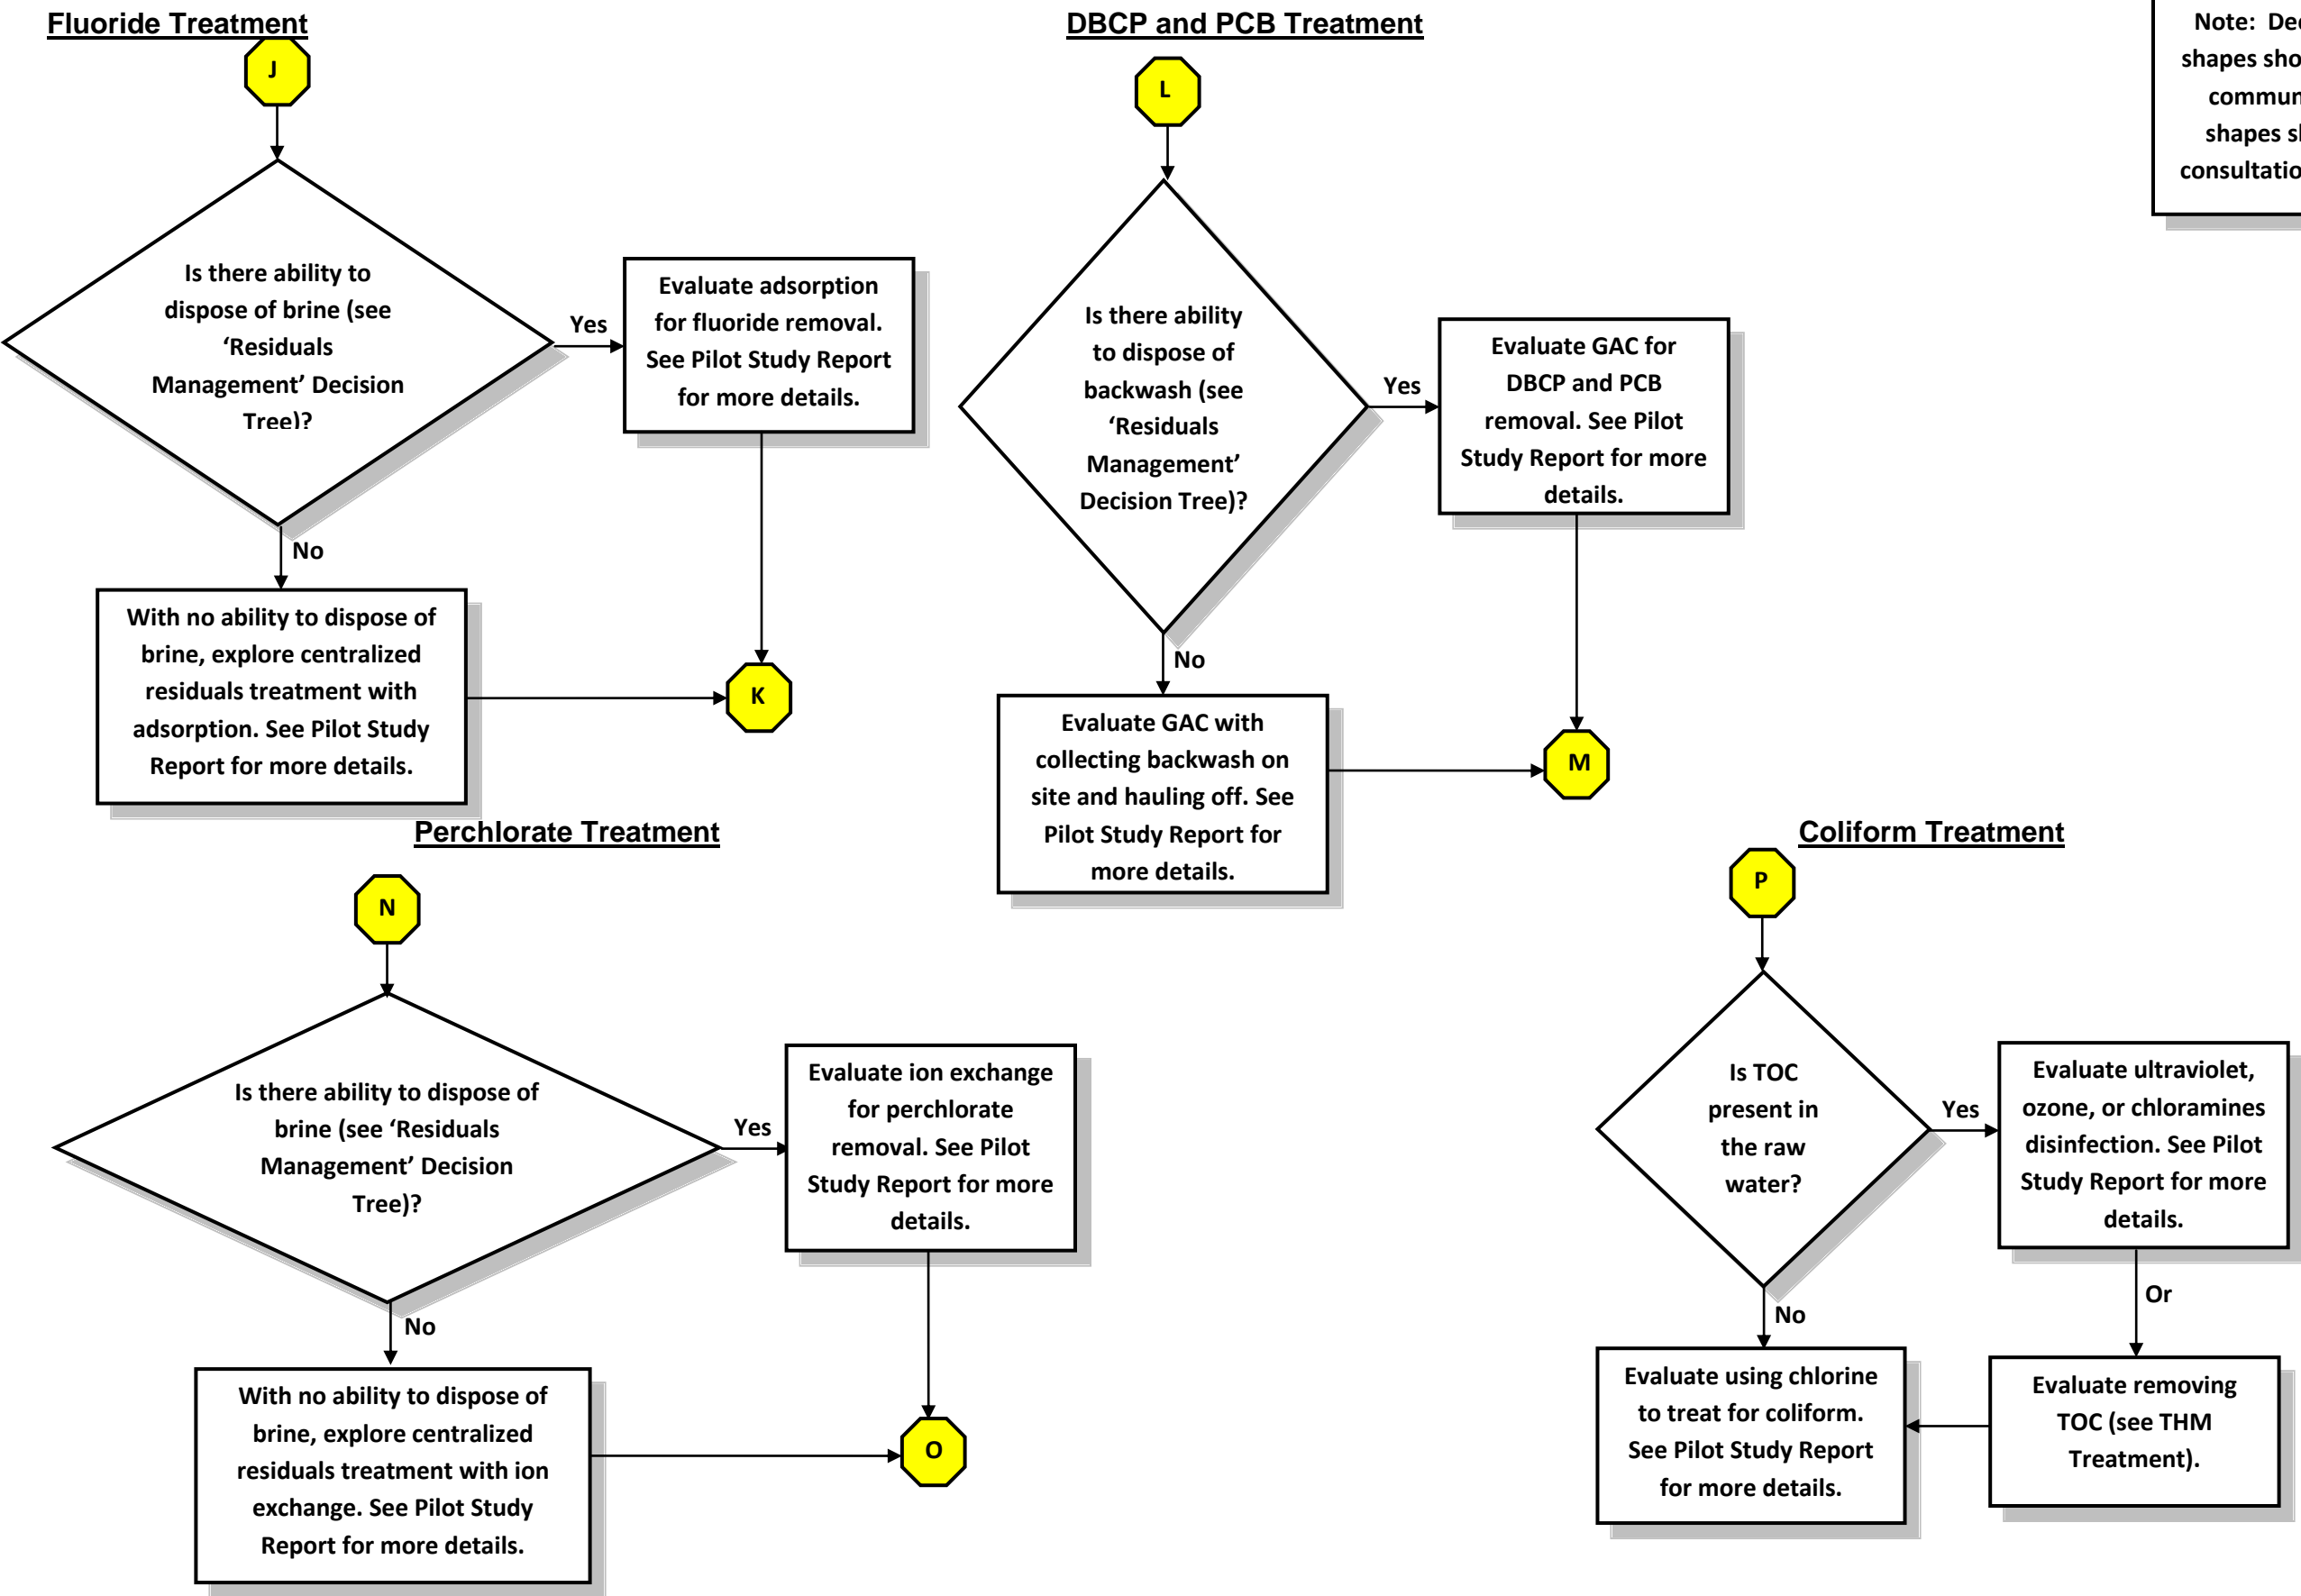 Fluoride Treatment
J
Is there ability to
dispose of brine (see
‘Residuals
Management’ Decision
Tree)?
Yes
Evaluate adsorption
for fluoride removal.
See Pilot Study Report
for more details.
No
With no ability to dispose of
brine, explore centralized
residuals treatment with
adsorption. See Pilot Study
Report for more details.
K
DBCP and PCB Treatment
L
Is there ability
to dispose of
backwash (see
‘Residuals
Management’
Decision Tree)?
Yes
Evaluate GAC for
DBCP and PCB
removal. See Pilot
Study Report for more
details.
No
Evaluate GAC with
collecting backwash on
site and hauling off. See
Pilot Study Report for
more details.
M
Note:
shapes
shapes
Perchlorate Treatment
N
Is there ability to dispose of
brine (see ‘Residuals
Management’ Decision
Tree)?
Yes
Evaluate ion exchange
for perchlorate
removal. See Pilot
Study Report for more
details.
No
With no ability to dispose of
brine, explore centralized
residuals treatment with ion
exchange. See Pilot Study
Report for more details.
O
Coliform Treatment
P
Is TOC
present in
the raw
water?
Yes
Evaluate ultraviolet,
ozone, or chloramines
disinfection. See Pilot
Study Report for more
details.
Or
No
Evaluate using chlorine
to treat for coliform.
See Pilot Study Report
for more details.
Evaluate removing
TOC (see THM
Treatment).